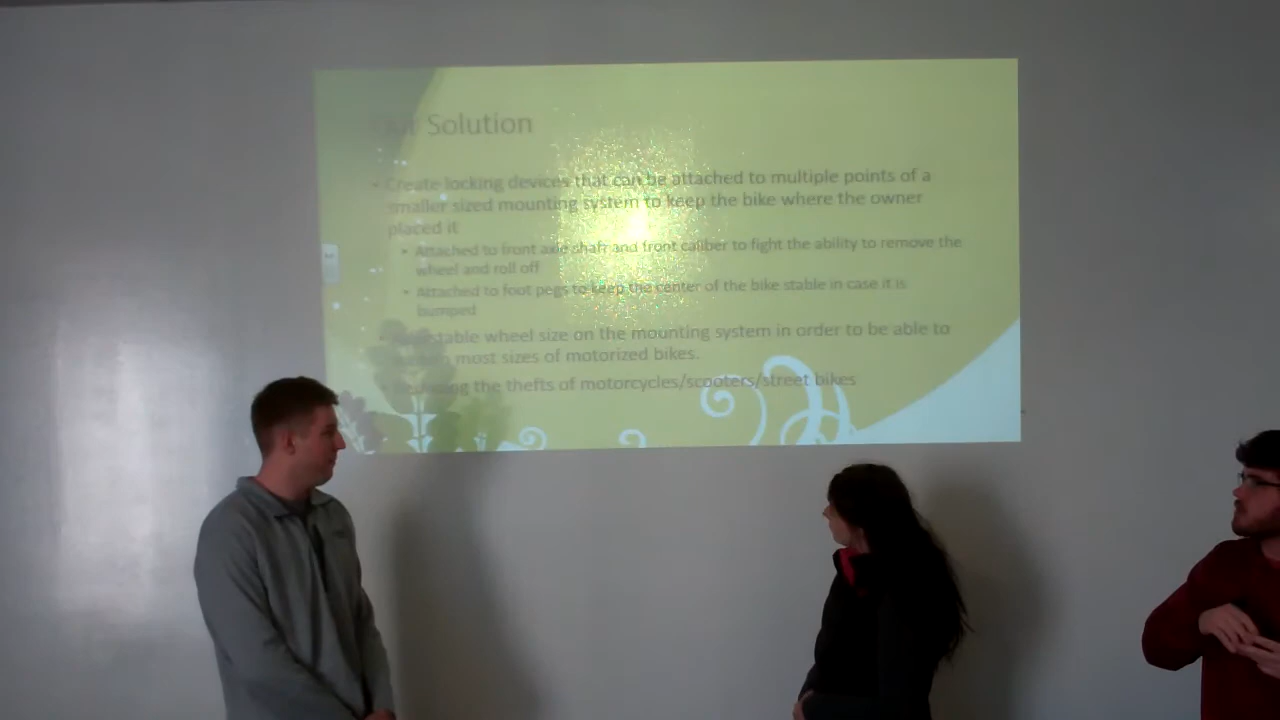 Our Solution
• Create locking devices that can be attached to multiple points of a
smaller sized mounting system to keep the bike where the owner
placed it
• Attached to front axle shaft and front caliber to fight the ability to remove the
wheel and roll off
• Attached to foot pegs to keep the center of the bike stable in case it is
bumped
wheel size on the mounting system in order to be able to
most sizes of motorized bikes.
the thefts of motorcycles/scooters/street bikes